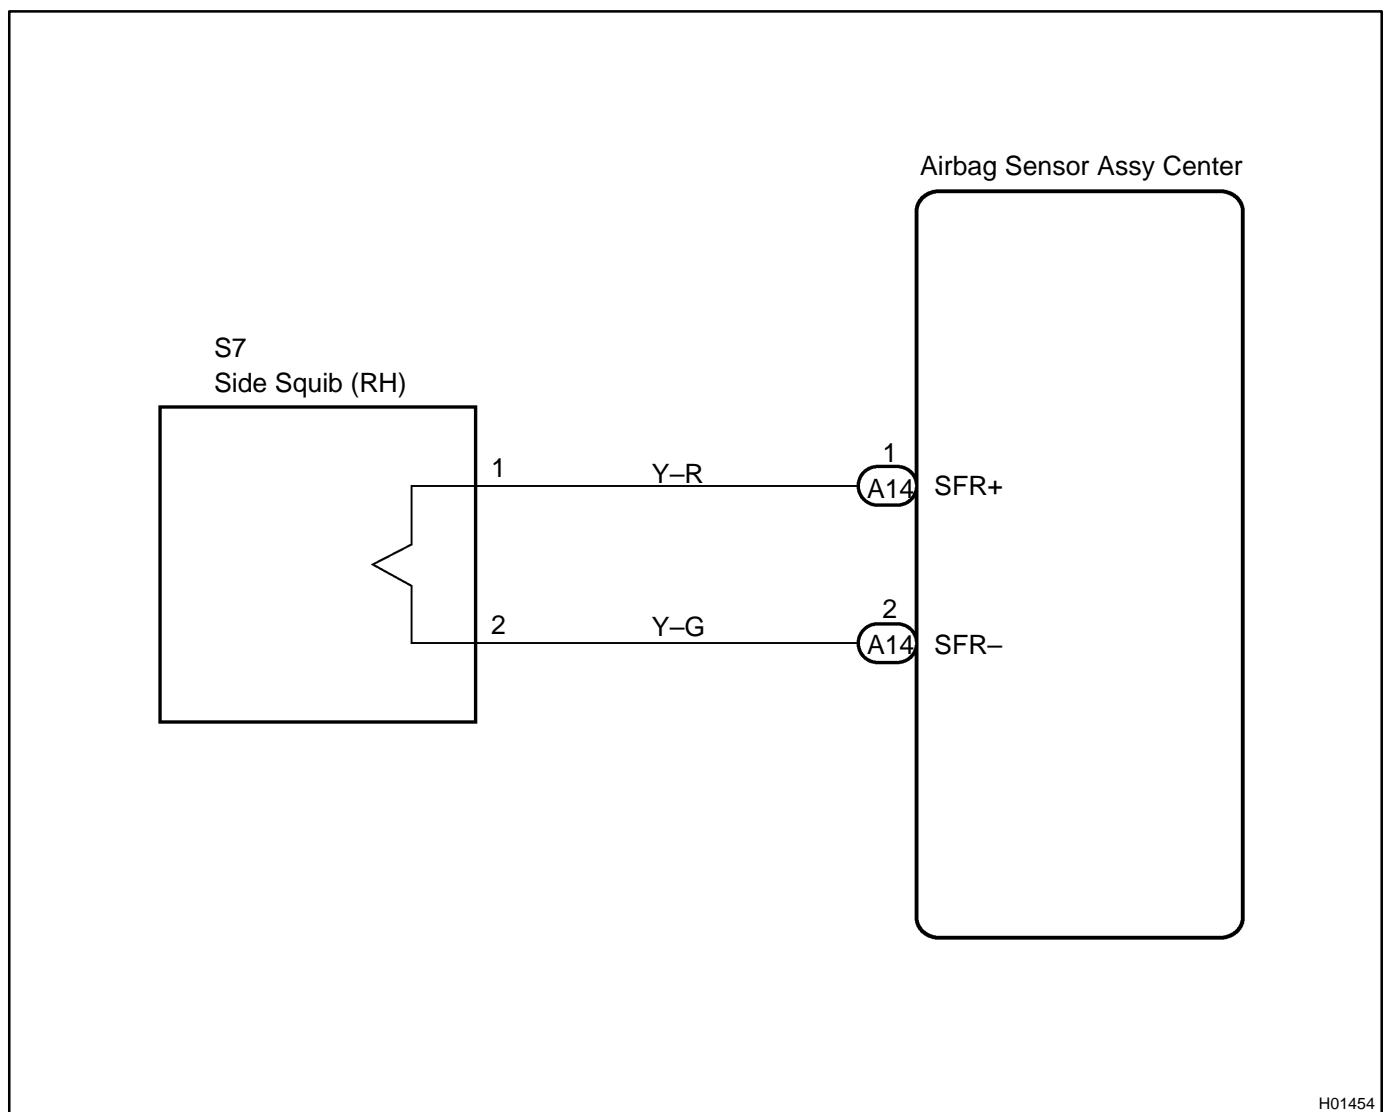 Airbag Sensor Assy Center
S7
Side Squib (RH)
1
Y–R
1
A14
SFR+
2
Y–G
2
A14
SFR–
H01454